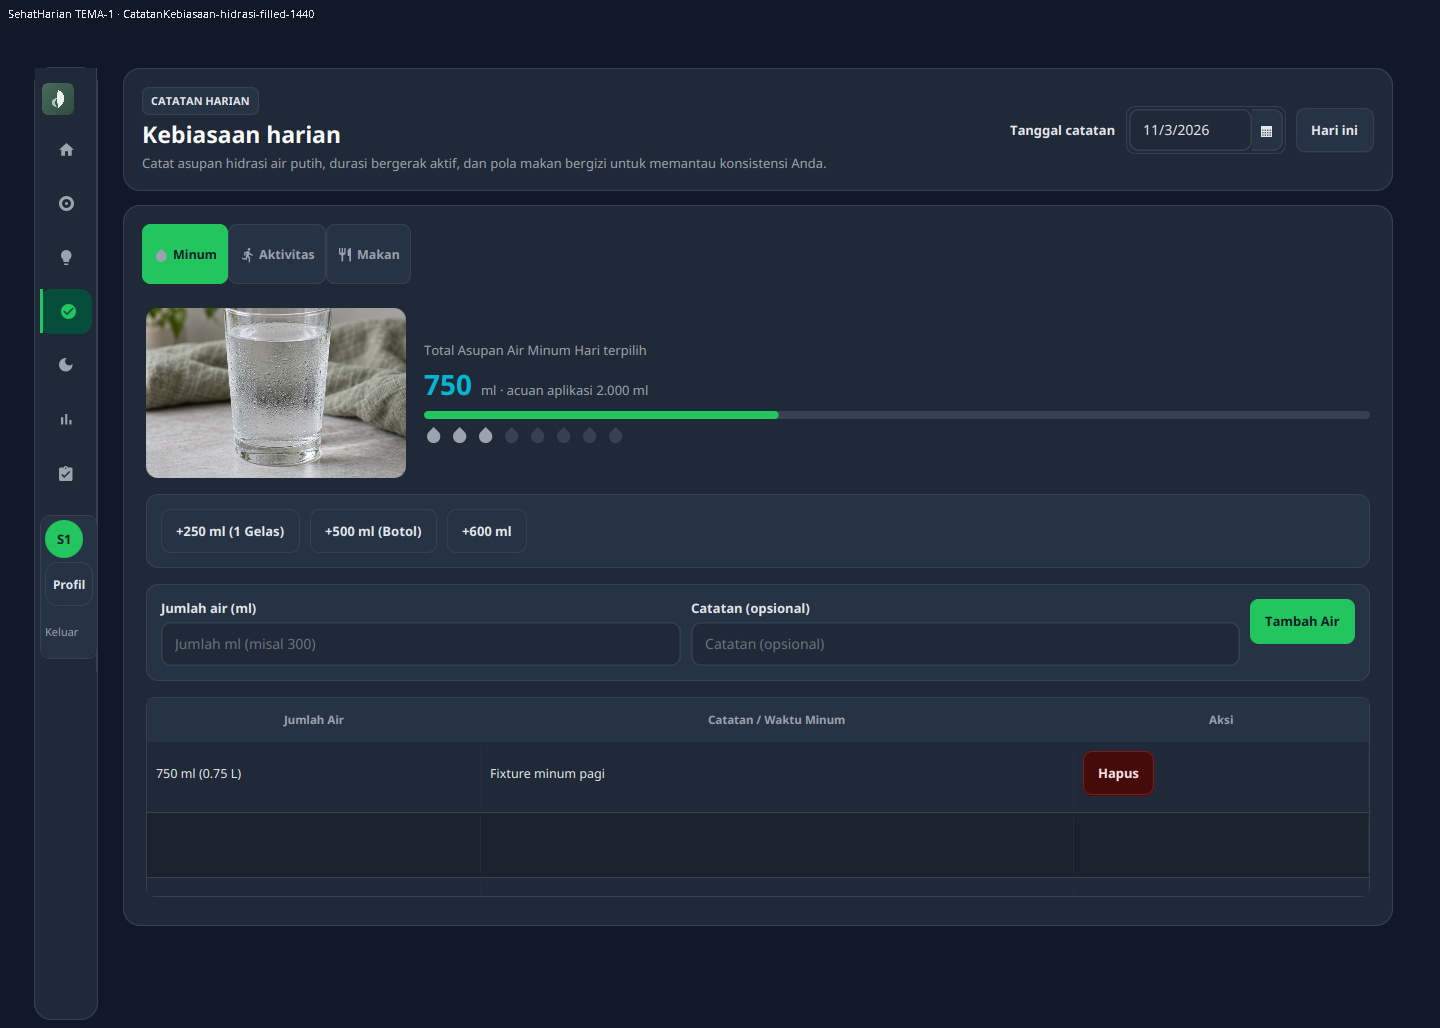 SehatHarian TEMA-1 · CatatanKebiasaan-hidrasi-filled-1440
CATATAN HARIAN
Kebiasaan harian
Catat asupan hidrasi air putih, durasi bergerak aktif, dan pola makan bergizi untuk memantau konsistensi Anda.
Tanggal catatan
11/3/2026
Hari ini
Minum
Aktivitas
Makan
Total Asupan Air Minum Hari terpilih
750 ml · acuan aplikasi 2.000 ml
+250 ml (1 Gelas)
+500 ml (Botol)
+600 ml
S1
Profil
Keluar
Jumlah air (ml)
Jumlah ml (misal 300)
Catatan (opsional)
Catatan (opsional)
Tambah Air
Jumlah Air
Catatan / Waktu Minum
Aksi
750 ml (0.75 L)
Fixture minum pagi
Hapus